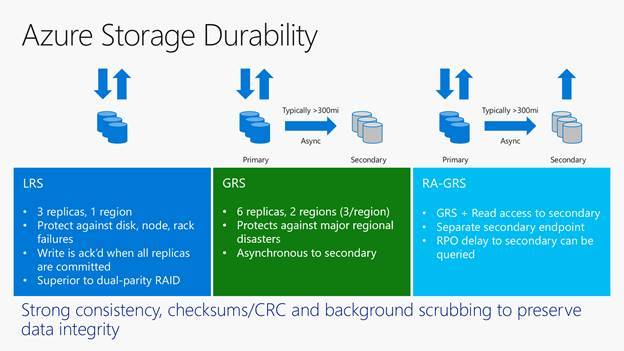 Azure Storage Durability
Typically >300mi
Async
Primary
Secondary
Typically >300mi
Async
Primary
Secondary
LRS
• 3 replicas, 1 region
• Protect against disk, node, rack
failures
• Write is ack'd when all replicas
are committed
• Superior to dual-parity RAID
GRS
• 6 replicas, 2 regions (3/region)
• Protects against major regional
disasters
• Asynchronous to secondary
RA-GRS
• GRS + Read access to secondary
• Separate secondary endpoint
• RPO delay to secondary can be
queried
Strong consistency, checksums/CRC and background scrubbing to preserve
data integrity